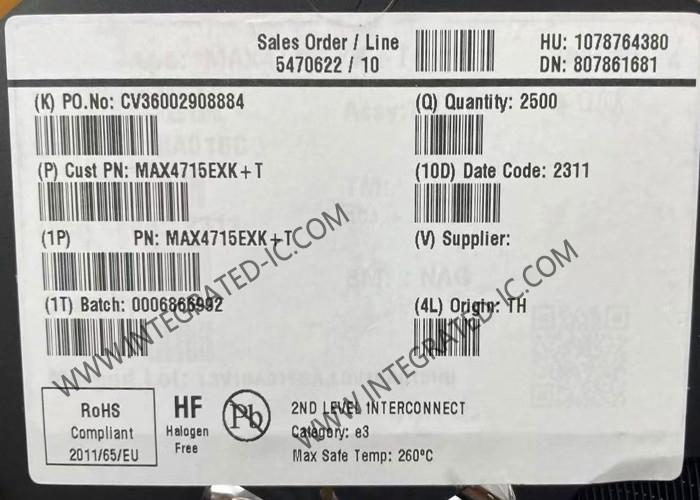 Sales Order / Line
5470622 / 10
HU: 1078764380
DN: 807861681
(K) PO.No: CV36002908884
(Q) Quantity: 2500
(P) Cust PN: MAX4715EXK+T
(10D) Date Code: 2311
(1P) PN: MAX4715EXK+T
(V) Supplier:
(1T) Batch: 0006866992
(4L) Origin: TH
WWW.INTEGRATED-IC.COM
WWW.INTEGRATED-IC.COM
RoHS
Compliant
2011/65/EU
HF
Halogen
Free
Pb
2ND LEVEL INTERCONNECT
Category: e3
Max Safe Temp: 260°C